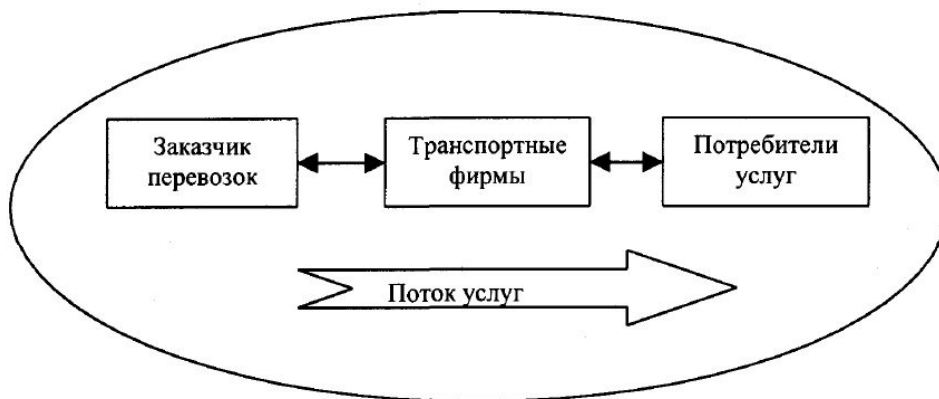 Заказчик
перевозок
Транспортные
фирмы
Потребители
услуг
Поток услуг